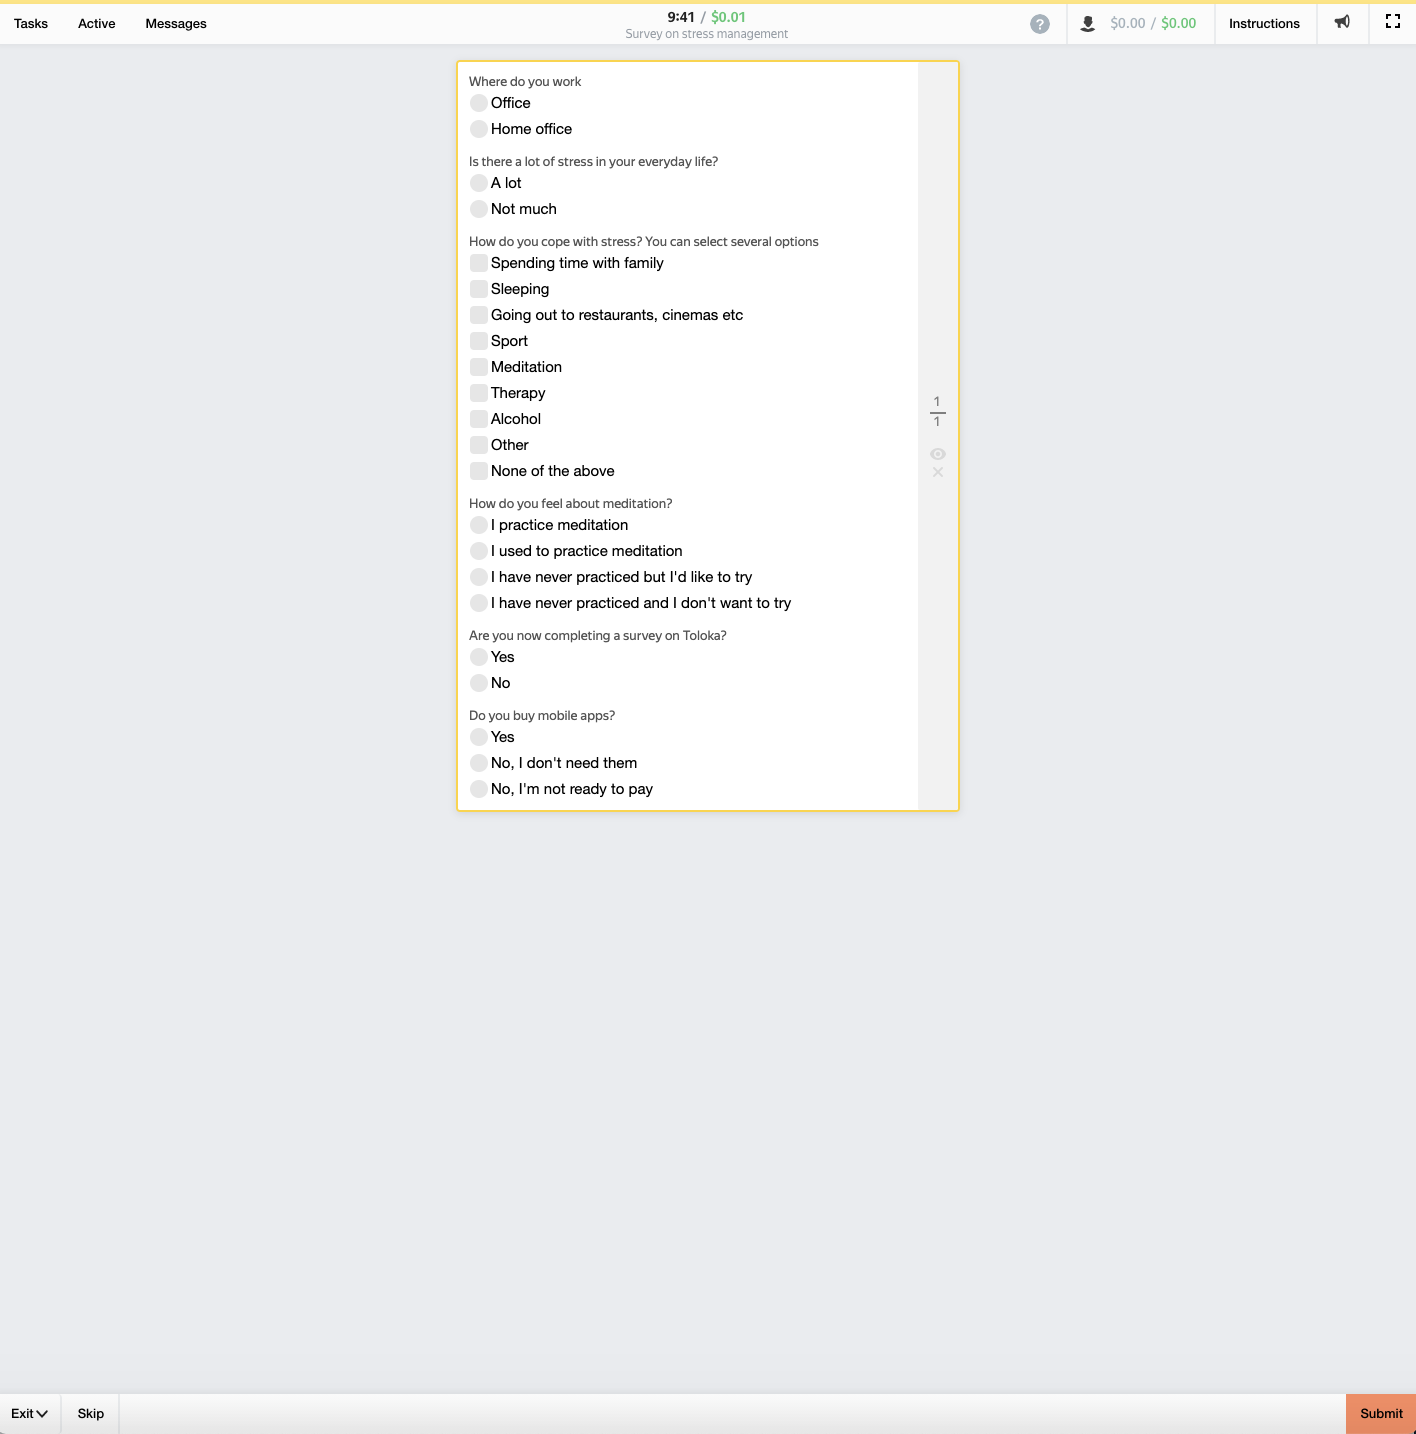 Tasks Active Messages 9:41 / $0.01 ? $0.00 / $0.00 Instructions
Survey on stress management
Where do you work
Office
Home office
Is there a lot of stress in your everyday life?
A lot
Not much
How do you cope with stress? You can select several options
Spending time with family
Sleeping
Going out to restaurants, cinemas etc
Sport
Meditation
Therapy
Alcohol
Other
None of the above
1
1
How do you feel about meditation?
I practice meditation
I used to practice meditation
I have never practiced but I'd like to try
I have never practiced and I don't want to try
Are you now completing a survey on Toloka?
Yes
No
Do you buy mobile apps?
Yes
No, I don't need them
No, I'm not ready to pay
Exit Skip Submit